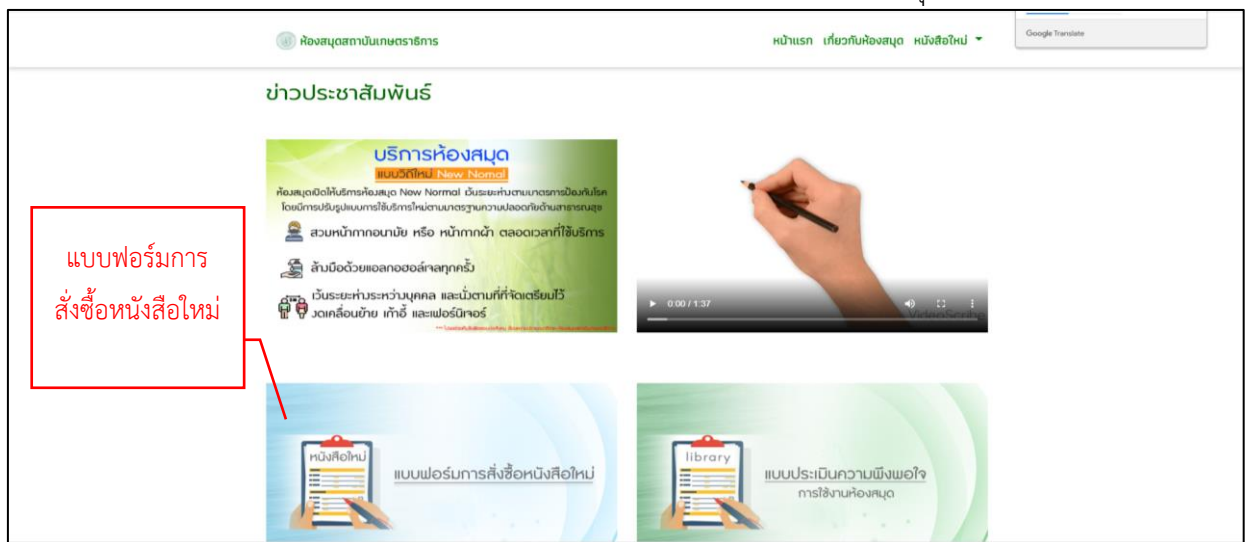 ห้องสมุดสถาบันเกษตราธิการ
หน้าแรก เกี่ยวกับห้องสมุด หนังสือใหม่
Google Translate
ข่าวประชาสัมพันธ์
บริการห้องสมุด
แบบวิถีใหม่ New Nomal
ห้องสมุดเปิดให้บริการห้องสมุด New Normal เว้นระยะห่างตามมาตรการป้องกันโรค
โดยมีการปรับรูปแบบการใช้บริการใหม่ตามมาตรฐานความปลอดภัยด้านสาธารณสุข
สวมหน้ากากอนามัย หรือ หน้ากากผ้า ตลอดเวลาที่ใช้บริการ
ล้างมือด้วยแอลกอฮอล์เจลทุกครั้ง
เว้นระยะห่างระหว่างบุคคล และนั่งตามที่ที่จัดเตรียมไว้
งดเคลื่อนย้าย เก้าอี้ และเฟอร์นิเจอร์
0:00 / 1:37
VideoScribe
แบบฟอร์มการ
สั่งซื้อหนังสือใหม่
หนังสือใหม่
แบบฟอร์มการสั่งซื้อหนังสือใหม่
library
แบบประเมินความพึงพอใจ
การใช้งานห้องสมุด